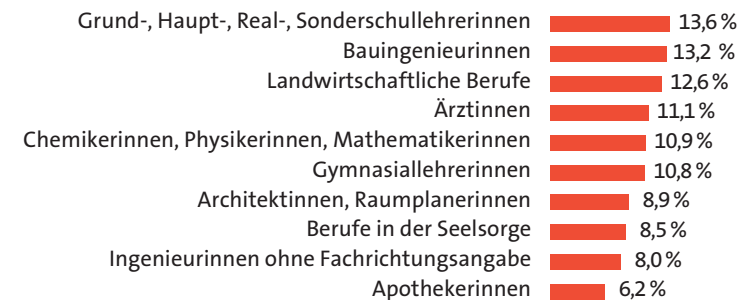 Grund-, Haupt-, Real-, Sonderschullehrerinnen 13,6 %
Bauingenieurinnen 13,2 %
Landwirtschaftliche Berufe 12,6 %
Ärztinnen 11,1 %
Chemikerinnen, Physikerinnen, Mathematikerinnen 10,9 %
Gymnasiallehrerinnen 10,8 %
Architektinnen, Raumplanerinnen 8,9 %
Berufe in der Seelsorge 8,5 %
Ingenieurinnen ohne Fachrichtungsangabe 8,0 %
Apothekerinnen 6,2 %